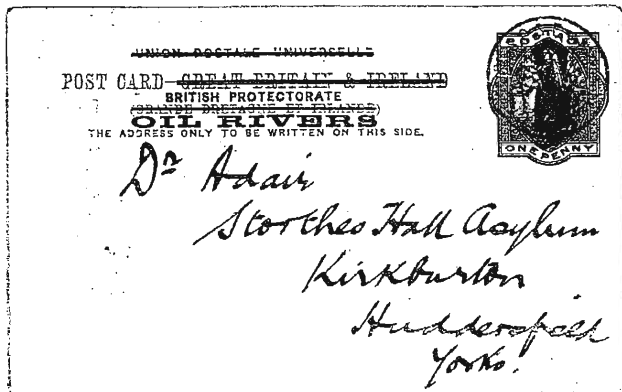 UNION POSTALE UNIVERSELLE
POST CARD GREAT BRITAIN & IRELAND
BRITISH PROTECTORATE
(GRANDE BRETAGNE ET IRLANDE)
OIL RIVERS
THE ADDRESS ONLY TO BE WRITTEN ON THIS SIDE.
POSTAGE
ONE PENNY
Dr Adair
Storthes Hall Asylum
Kirkburton
Huddersfield
Yorks.